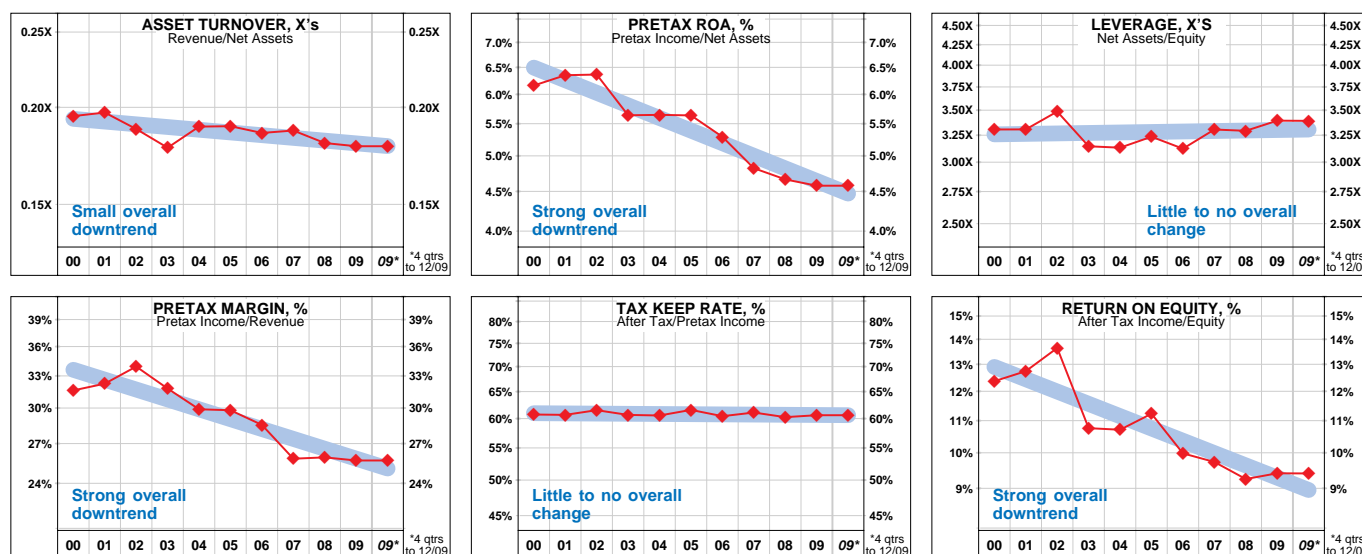 ASSET TURNOVER, X's
Revenue/Net Assets
0.25X 0.25X
0.20X 0.20X
0.15X 0.15X
Small overall
downtrend
00 01 02 03 04 05 06 07 08 09 09* *4 qtrs
to 12/09
PRETAX ROA, %
Pretax Income/Net Assets
7.0% 7.0%
6.5% 6.5%
6.0% 6.0%
5.5% 5.5%
5.0% 5.0%
4.5% 4.5%
4.0% 4.0%
Strong overall
downtrend
00 01 02 03 04 05 06 07 08 09 09* *4 qtrs
to 12/09
LEVERAGE, X'S
Net Assets/Equity
4.50X 4.50X
4.25X 4.25X
4.00X 4.00X
3.75X 3.75X
3.50X 3.50X
3.25X 3.25X
3.00X 3.00X
2.75X 2.75X
2.50X 2.50X
Little to no overall
change
00 01 02 03 04 05 06 07 08 09 09* *4 qtrs
to 12/09
PRETAX MARGIN, %
Pretax Income/Revenue
39% 39%
36% 36%
33% 33%
30% 30%
27% 27%
24% 24%
Strong overall
downtrend
00 01 02 03 04 05 06 07 08 09 09* *4 qtrs
to 12/09
TAX KEEP RATE, %
After Tax/Pretax Income
80% 80%
75% 75%
70% 70%
65% 65%
60% 60%
55% 55%
50% 50%
45% 45%
Little to no overall
change
00 01 02 03 04 05 06 07 08 09 09* *4 qtrs
to 12/09
RETURN ON EQUITY, %
After Tax Income/Equity
15% 15%
14% 14%
13% 13%
12% 12%
11% 11%
10% 10%
9% 9%
Strong overall
downtrend
00 01 02 03 04 05 06 07 08 09 09* *4 qtrs
to 12/09